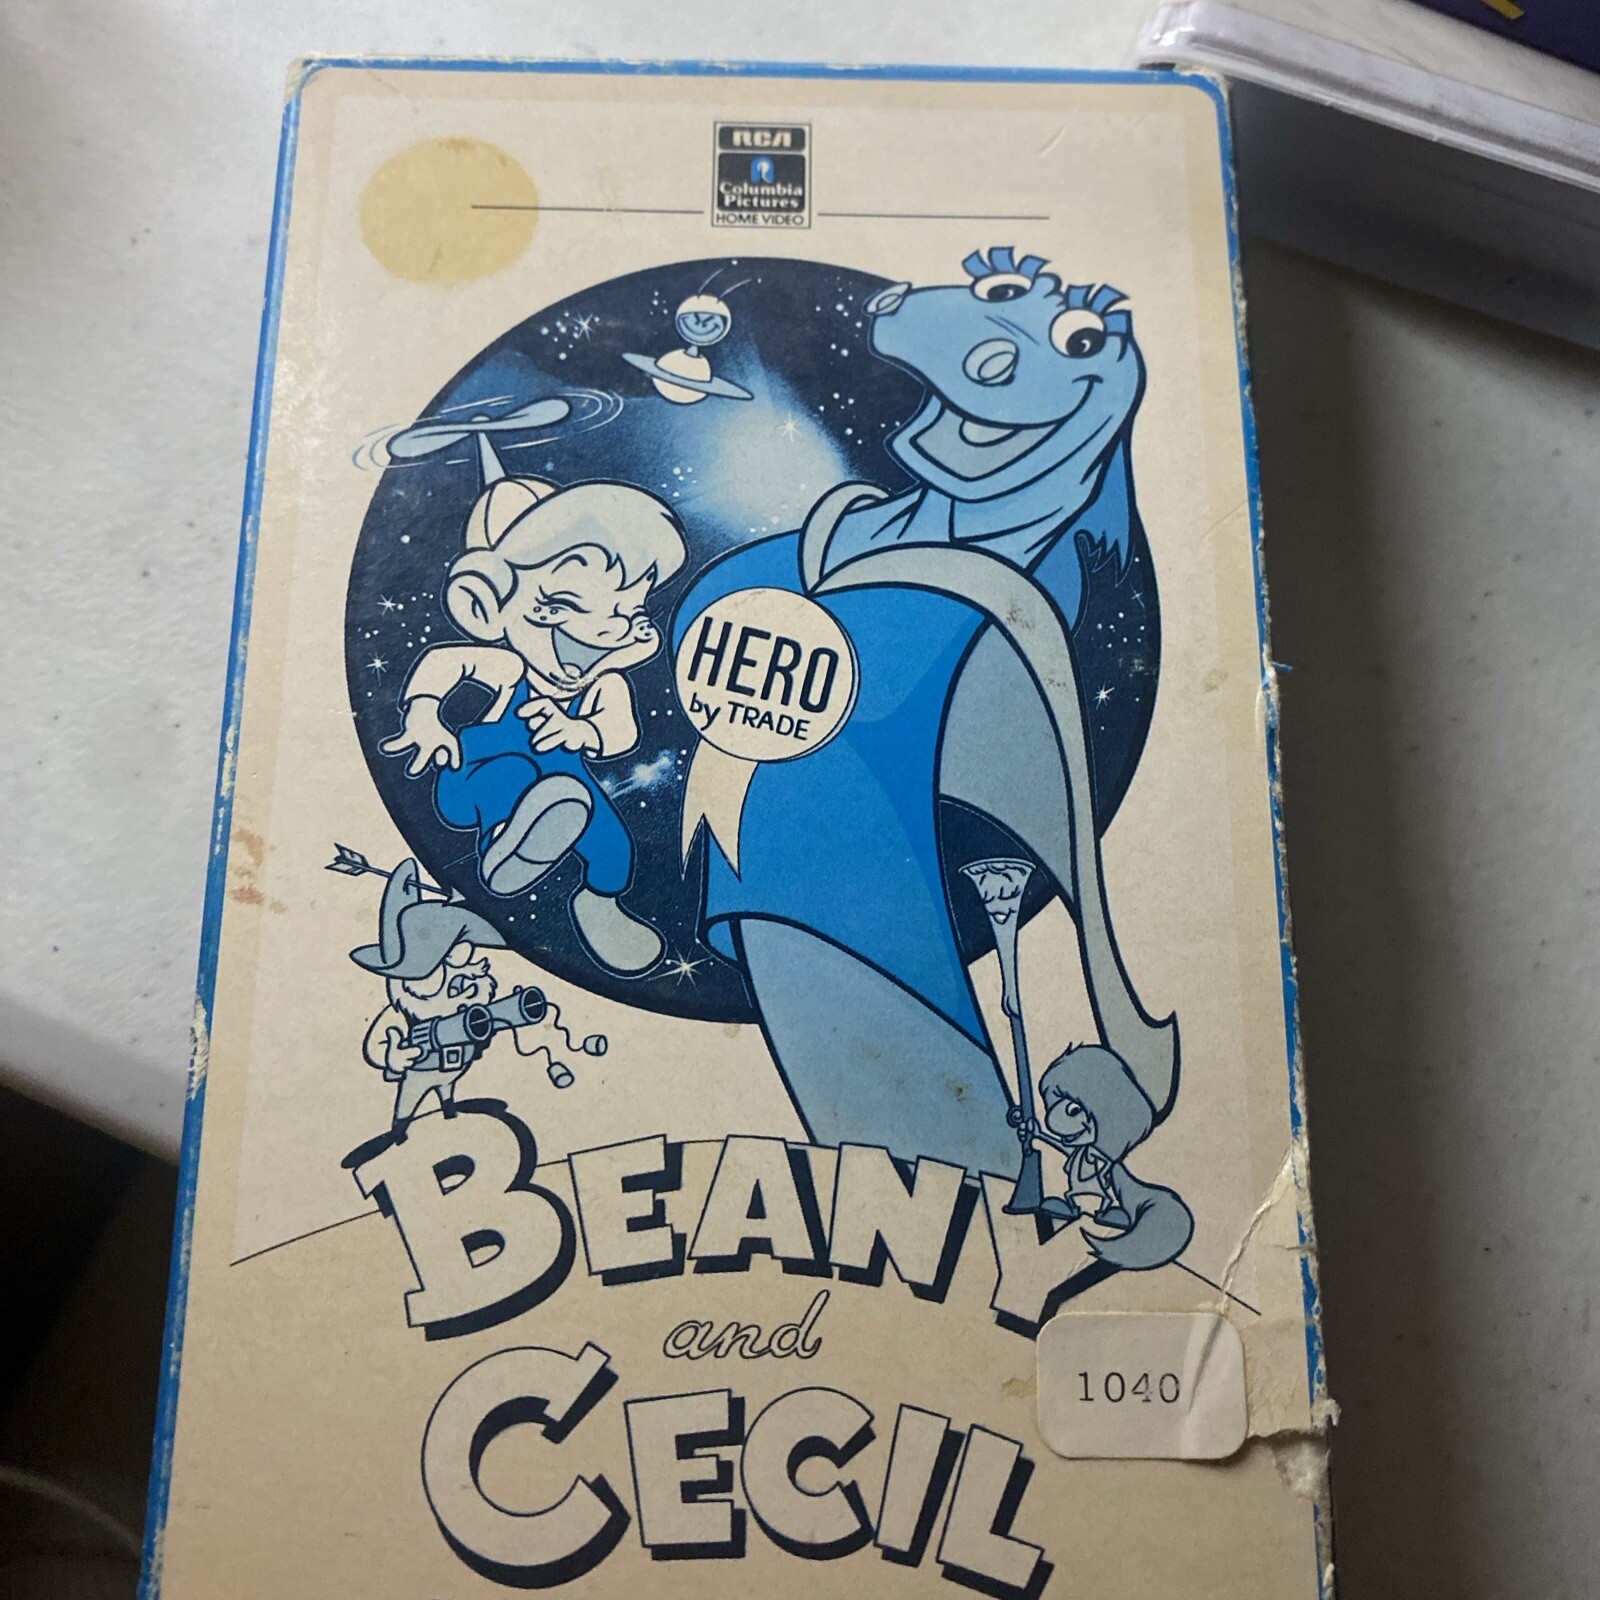 RCA
Columbia
Pictures
HOME VIDEO
HERO
by TRADE
BEANY
and
CECIL
1040